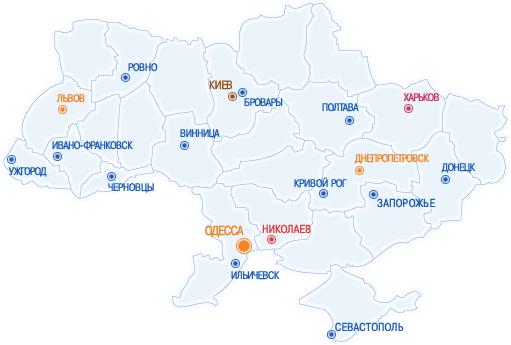 РОВНО
КИЕВ
ЛЬВОВ
БРОВАРЫ
ПОЛТАВА
ХАРЬКОВ
ВИННИЦА
ИВАНО-ФРАНКОВСК
ДНЕПРОПЕТРОВСК
УЖГОРОД
ДОНЕЦК
ЧЕРНОВЦЫ
КРИВОЙ РОГ
ЗАПОРОЖЬЕ
ОДЕССА
НИКОЛАЕВ
ИЛЬИЧЕВСК
СЕВАСТОПОЛЬ